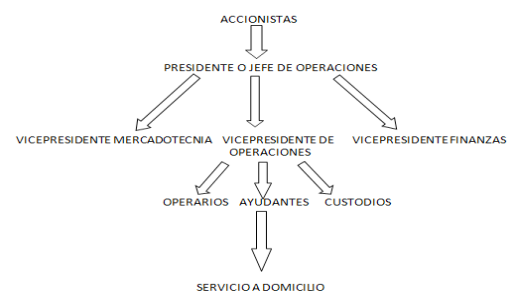 ACCIONISTAS
PRESIDENTE O JEFE DE OPERACIONES
VICEPRESIDENTE MERCADOTECNIA
VICEPRESIDENTE DE
OPERACIONES
VICEPRESIDENTE FINANZAS
OPERARIOS
AYUDANTES
CUSTODIOS
SERVICIO A DOMICILIO